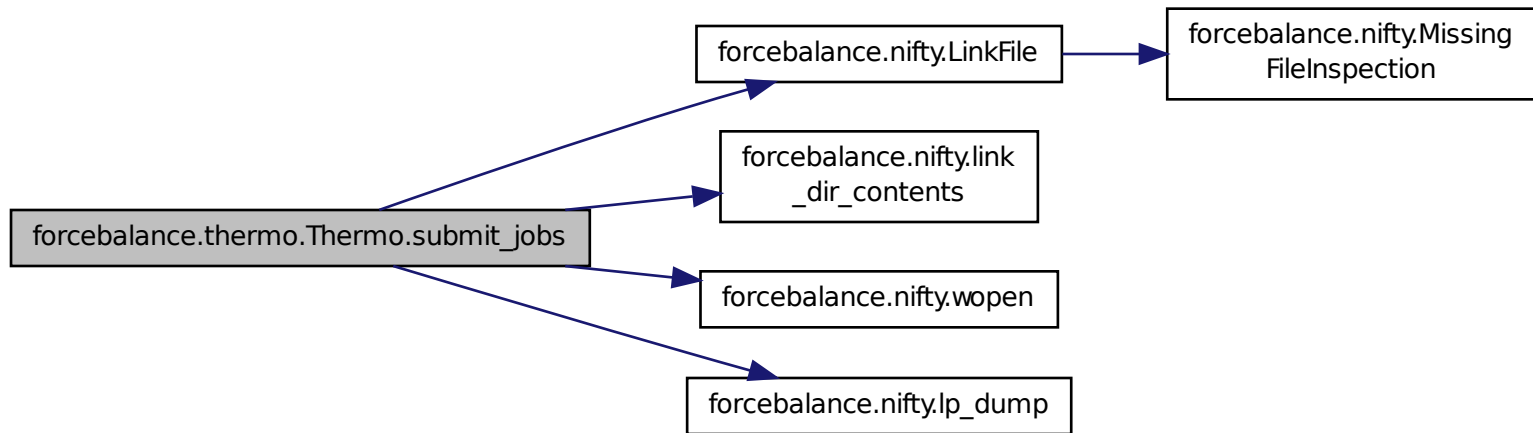 forcebalance.nifty.LinkFile
forcebalance.nifty.Missing
FileInspection
forcebalance.nifty.link
_dir_contents
forcebalance.thermo.Thermo.submit_jobs
forcebalance.nifty.wopen
forcebalance.nifty.lp_dump